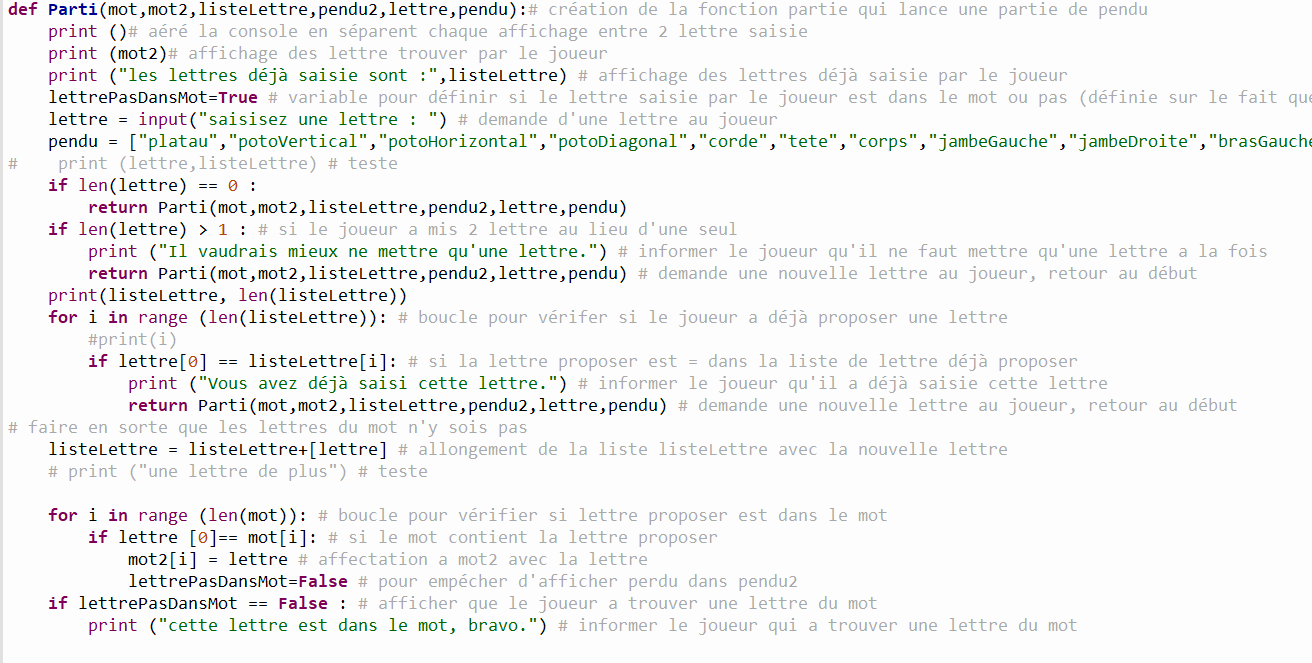 def Parti(mot,mot2,listeLettre,pendu2,lettre,pendu):# création de la fonction partie qui lance une partie de pendu
    print ()# aéré la console en séparent chaque affichage entre 2 lettre saisie
    print (mot2)# affichage des lettre trouver par le joueur
    print ("les lettres déjà saisie sont :",listeLettre) # affichage des lettres déjà saisie par le joueur
    lettrePasDansMot=True # variable pour définir si le lettre saisie par le joueur est dans le mot ou pas (définie sur le fait que
    lettre = input("saisisez une lettre : ") # demande d'une lettre au joueur
    pendu = ["platau","potoVertical","potoHorizontal","potoDiagonal","corde","tete","corps","jambeGauche","jambeDroite","brasGauche
#    print (lettre,listeLettre) # teste
    if len(lettre) == 0 :
        return Parti(mot,mot2,listeLettre,pendu2,lettre,pendu)
    if len(lettre) > 1 : # si le joueur a mis 2 lettre au lieu d'une seul
        print ("Il vaudrais mieux ne mettre qu'une lettre.") # informer le joueur qu'il ne faut mettre qu'une lettre a la fois
        return Parti(mot,mot2,listeLettre,pendu2,lettre,pendu) # demande une nouvelle lettre au joueur, retour au début
    print(listeLettre, len(listeLettre))
    for i in range (len(listeLettre)): # boucle pour vérifer si le joueur a déjà proposer une lettre
        #print(i)
        if lettre[0] == listeLettre[i]: # si la lettre proposer est = dans la liste de lettre déjà proposer
            print ("Vous avez déjà saisi cette lettre.") # informer le joueur qu'il a déjà saisie cette lettre
            return Parti(mot,mot2,listeLettre,pendu2,lettre,pendu) # demande une nouvelle lettre au joueur, retour au début
# faire en sorte que les lettres du mot n'y sois pas
    listeLettre = listeLettre+[lettre] # allongement de la liste listeLettre avec la nouvelle lettre
    # print ("une lettre de plus") # teste
    for i in range (len(mot)): # boucle pour vérifier si lettre proposer est dans le mot
        if lettre [0]== mot[i]: # si le mot contient la lettre proposer
            mot2[i] = lettre # affectation a mot2 avec la lettre
            lettrePasDansMot=False # pour empécher d'afficher perdu dans pendu2
    if lettrePasDansMot == False : # afficher que le joueur a trouver une lettre du mot
        print ("cette lettre est dans le mot, bravo.") # informer le joueur qui a trouver une lettre du mot